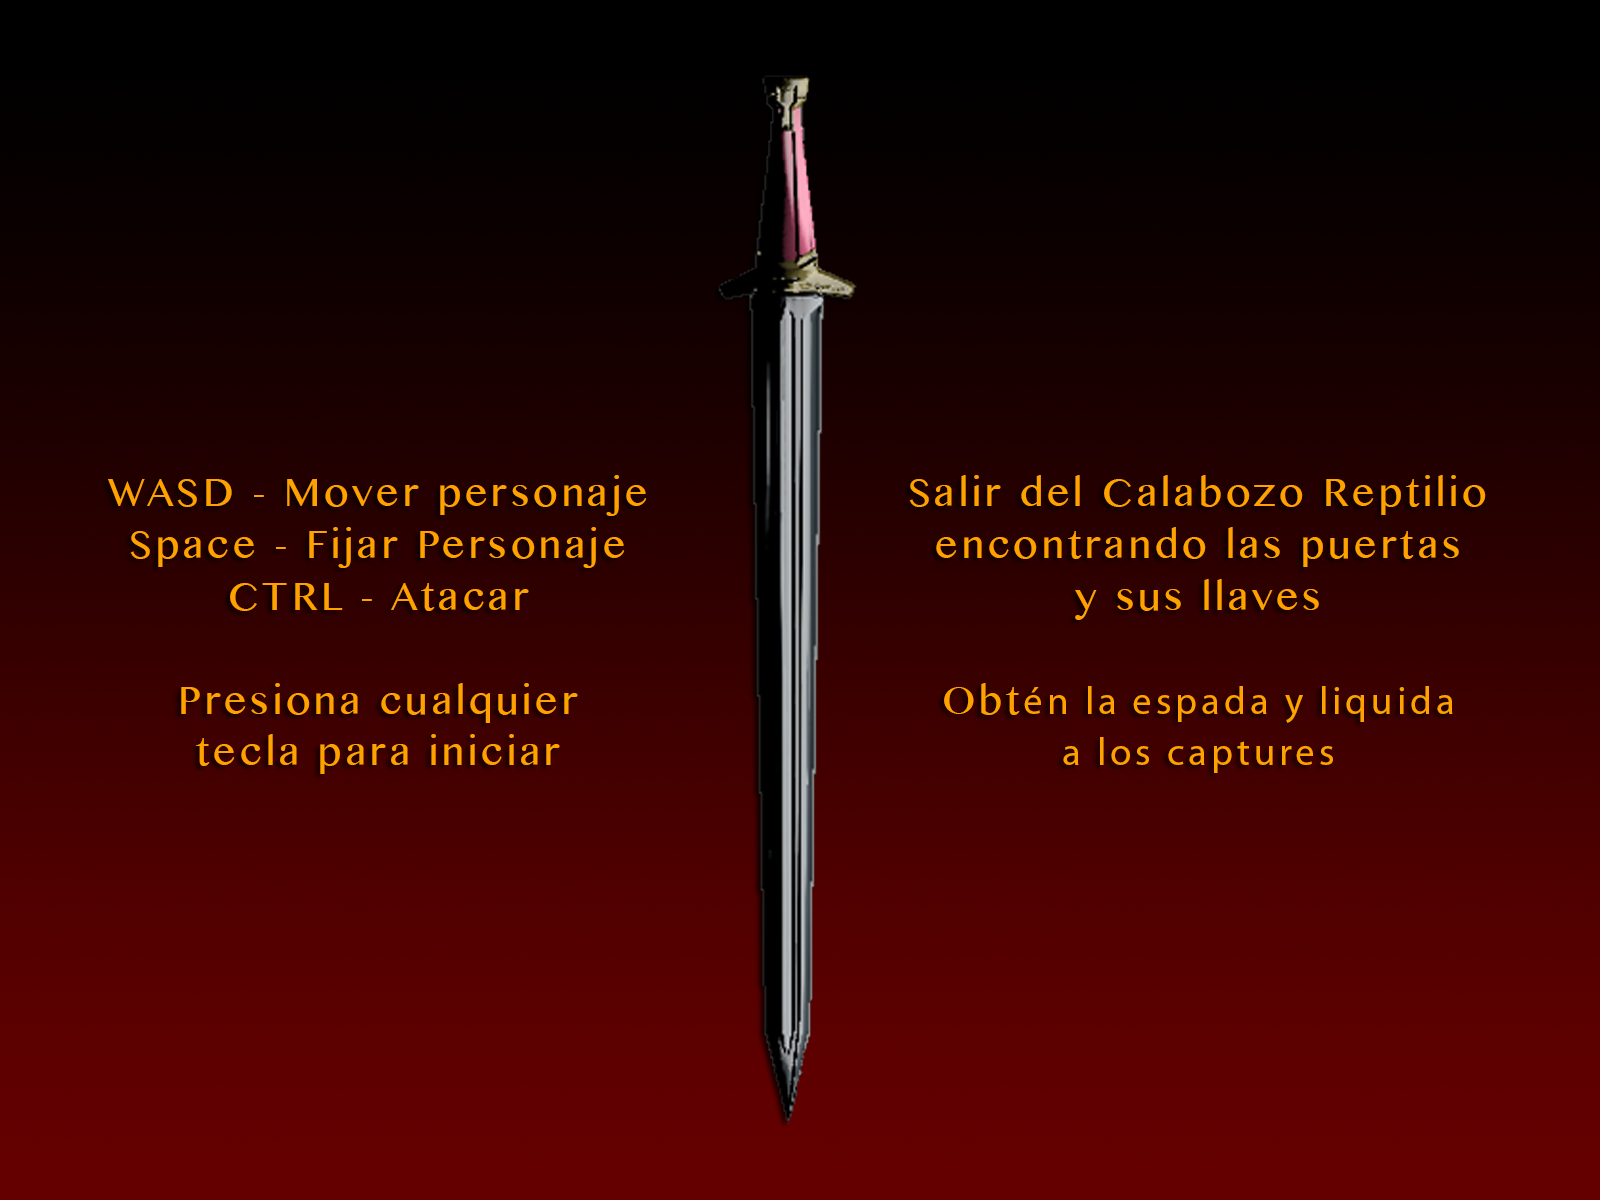 WASD - Mover personaje
Space - Fijar Personaje
CTRL - Atacar
Presiona cualquier
tecla para iniciar
Salir del Calabozo Reptilio
encontrando las puertas
y sus llaves
Obtén la espada y liquida
a los captures